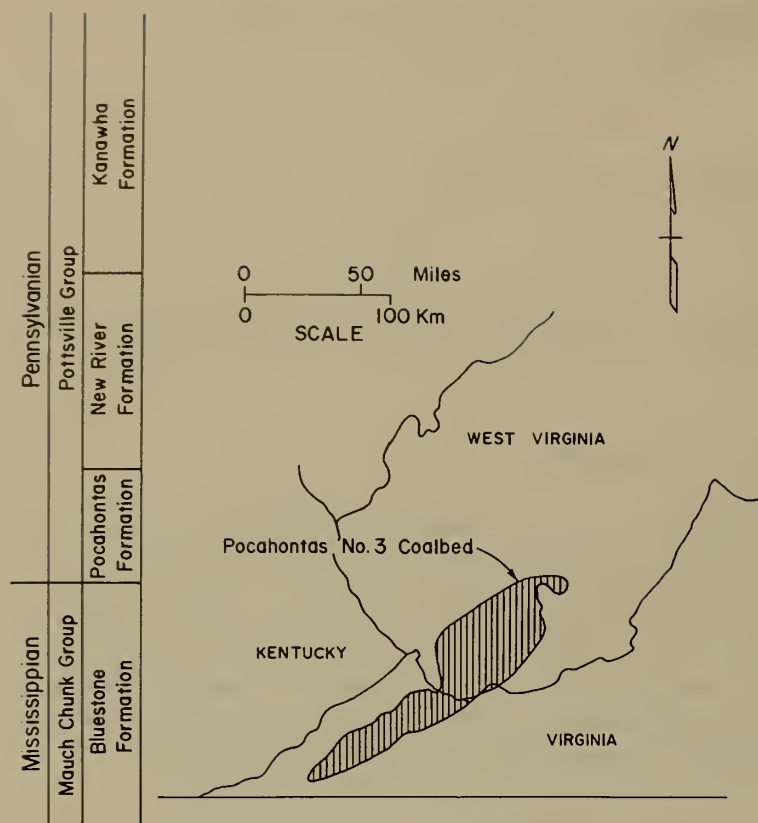 Pennsylvanian
Mississippian
Pottsville Group
Mauch Chunk Group
Kanawha
Formation
New River
Formation
Pocahontas
Formation
Bluestone
Formation
N
0 50 Miles
0 100 Km
SCALE
WEST VIRGINIA
Pocahontas No. 3 Coalbed
KENTUCKY
VIRGINIA